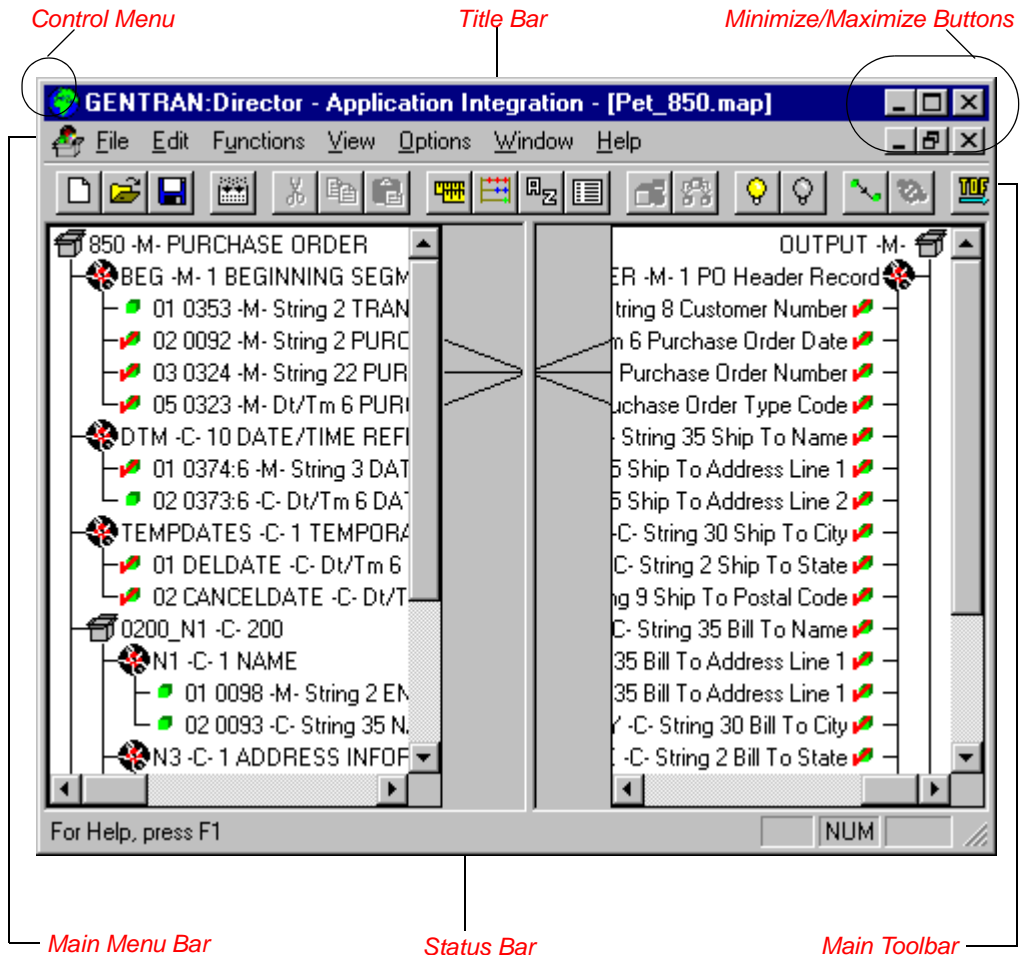 Control Menu
Title Bar
Minimize/Maximize Buttons
GENTRAN:Director - Application Integration - [Pet_850.map]
File Edit Functions View Options Window Help
A Z
TOF
850 -M- PURCHASE ORDER
BEG -M- 1 BEGINNING SEGM
01 0353 -M- String 2 TRAN
02 0092 -M- String 2 PURC
03 0324 -M- String 22 PUR
05 0323 -M- Dt/Tm 6 PUR
DTM -C- 10 DATE/TIME REF
01 0374:6 -M- String 3 DAT
02 0373:6 -C- Dt/Tm 6 DA
TEMPDATES -C- 1 TEMPORA
01 DELDATE -C- Dt/Tm 6
02 CANCELDATE -C- Dt/T
0200_N1 -C- 200
N1 -C- 1 NAME
01 0098 -M- String 2 EN
02 0093 -C- String 35 N
N3 -C- 1 ADDRESS INFOR
OUTPUT -M-
ER -M- 1 PO Header Record
tring 8 Customer Number
m 6 Purchase Order Date
Purchase Order Number
uchase Order Type Code
- String 35 Ship To Name
5 Ship To Address Line 1
5 Ship To Address Line 2
-C- String 30 Ship To City
C- String 2 Ship To State
ng 9 Ship To Postal Code
C- String 35 Bill To Name
35 Bill To Address Line 1
35 Bill To Address Line 1
Y -C- String 30 Bill To City
-C- String 2 Bill To State
For Help, press F1
NUM
Main Menu Bar
Status Bar
Main Toolbar